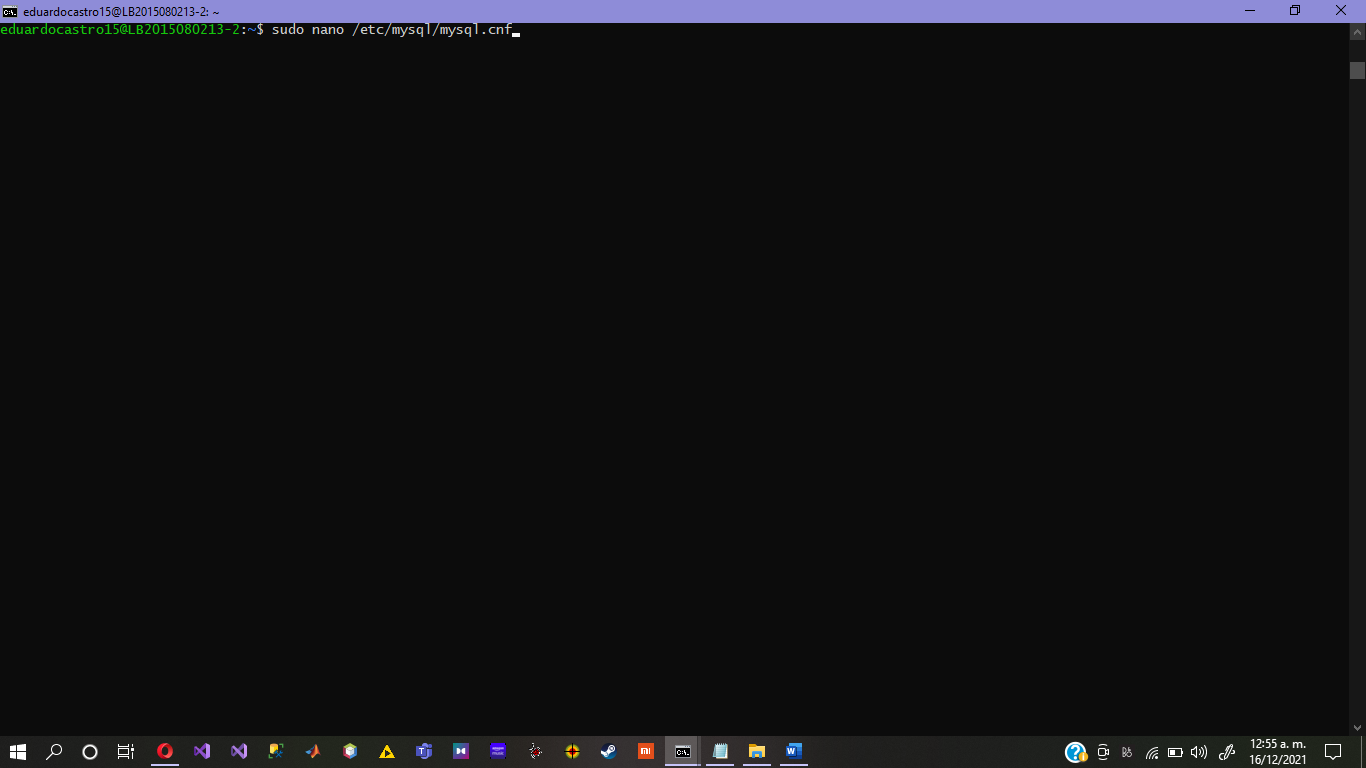 eduardocastro15@LB2015080213-2: ~
eduardocastro15@LB2015080213-2:~$ sudo nano /etc/mysql/mysql.cnf
12:55 a. m.
16/12/2021